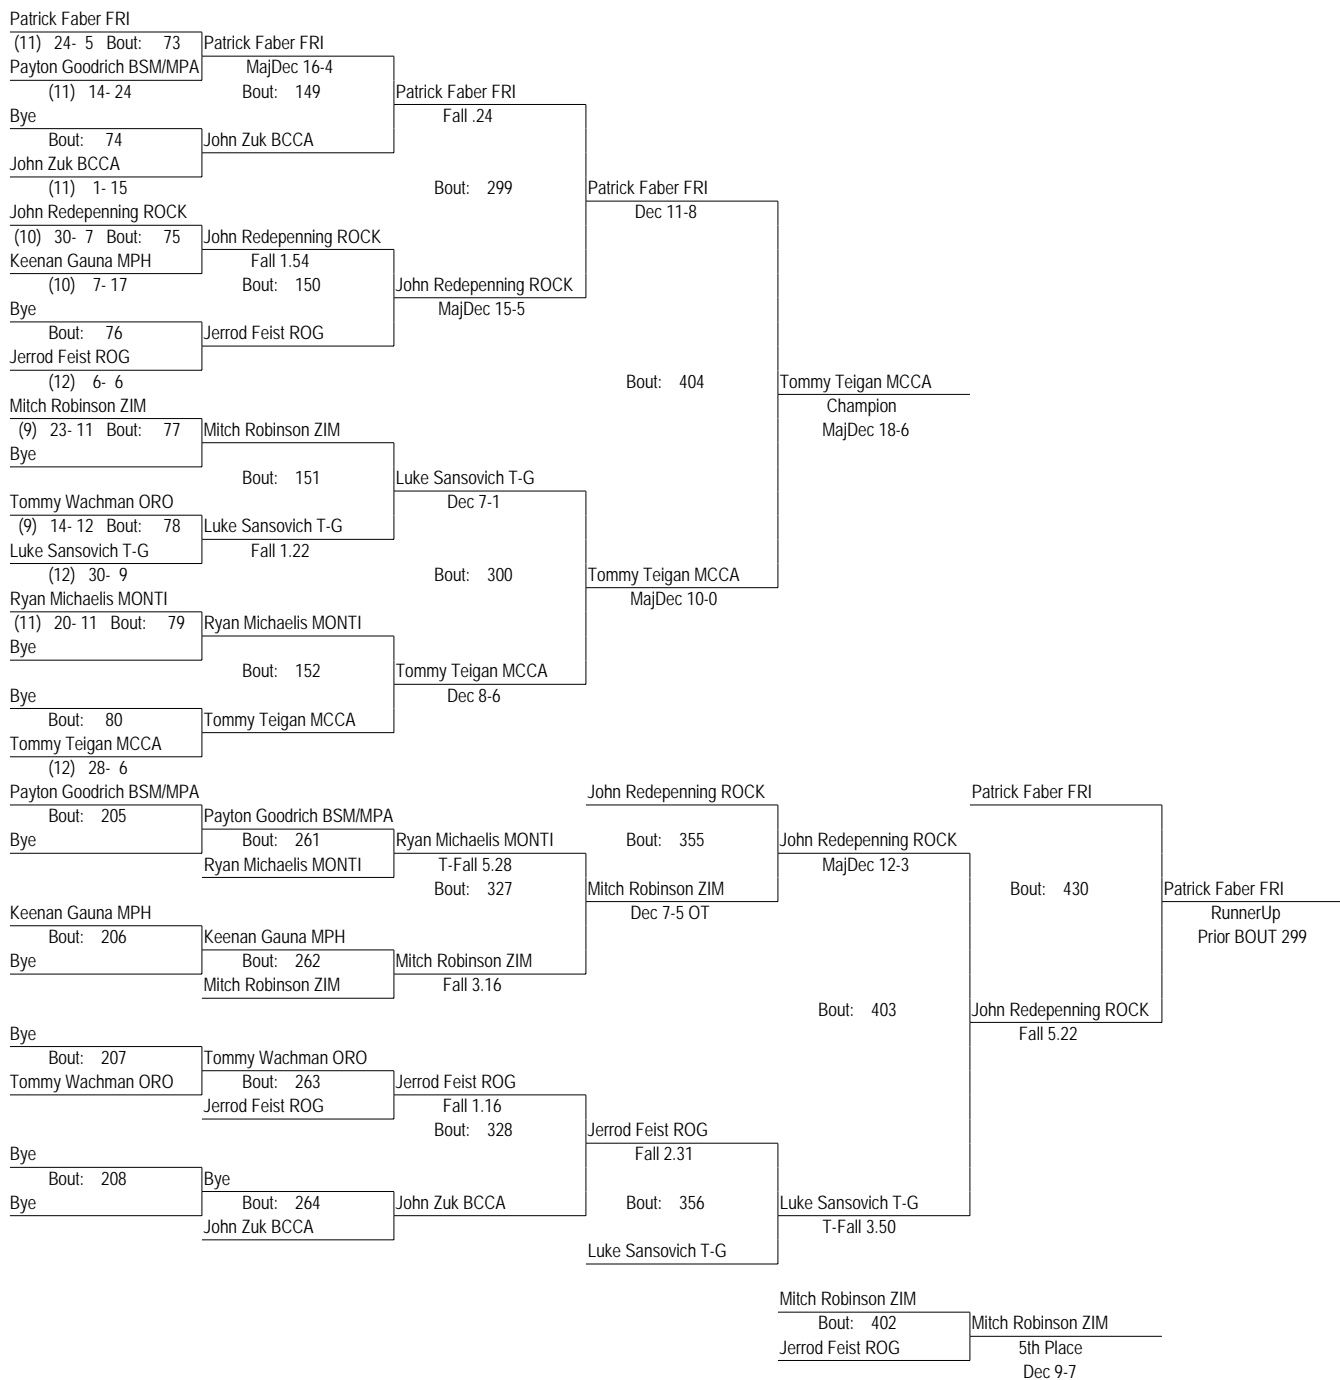 Patrick Faber FRI
(11) 24- 5 Bout: 73 Patrick Faber FRI
Payton Goodrich BSM/MPA MajDec 16-4
(11) 14- 24 Bout: 149 Patrick Faber FRI
Bye Fall .24
Bout: 74 John Zuk BCCA
John Zuk BCCA
(11) 1- 15 Bout: 299 Patrick Faber FRI
John Redepenning ROCK Dec 11-8
(10) 30- 7 Bout: 75 John Redepenning ROCK
Keenan Gauna MPH Fall 1.54
(10) 7- 17 Bout: 150 John Redepenning ROCK
Bye MajDec 15-5
Bout: 76 Jerrod Feist ROG
Jerrod Feist ROG
(12) 6- 6 Bout: 404 Tommy Teigan MCCA
Mitch Robinson ZIM Champion
(9) 23- 11 Bout: 77 Mitch Robinson ZIM MajDec 18-6
Bye
Bout: 151 Luke Sansovich T-G
Tommy Wachman ORO Dec 7-1
(9) 14- 12 Bout: 78 Luke Sansovich T-G
Luke Sansovich T-G Fall 1.22
(12) 30- 9 Bout: 300 Tommy Teigan MCCA
Ryan Michaelis MONTI MajDec 10-0
(11) 20- 11 Bout: 79 Ryan Michaelis MONTI
Bye
Bout: 152 Tommy Teigan MCCA
Bye Dec 8-6
Bout: 80 Tommy Teigan MCCA
Tommy Teigan MCCA
(12) 28- 6
Payton Goodrich BSM/MPA John Redepenning ROCK Patrick Faber FRI
Bout: 205 Payton Goodrich BSM/MPA
Bye Bout: 261 Ryan Michaelis MONTI Bout: 355 John Redepenning ROCK
Ryan Michaelis MONTI T-Fall 5.28 MajDec 12-3
Bout: 327 Mitch Robinson ZIM Bout: 430 Patrick Faber FRI
Keenan Gauna MPH Dec 7-5 OT RunnerUp
Bout: 206 Keenan Gauna MPH Prior BOUT 299
Bye Bout: 262 Mitch Robinson ZIM
Mitch Robinson ZIM Fall 3.16
Bout: 403 John Redepenning ROCK
Bye Fall 5.22
Bout: 207 Tommy Wachman ORO
Tommy Wachman ORO Bout: 263 Jerrod Feist ROG
Jerrod Feist ROG Fall 1.16
Bout: 328 Jerrod Feist ROG
Bye Fall 2.31
Bout: 208 Bye
Bye Bout: 264 John Zuk BCCA Bout: 356 Luke Sansovich T-G
John Zuk BCCA T-Fall 3.50
Luke Sansovich T-G
Mitch Robinson ZIM
Bout: 402 Mitch Robinson ZIM
Jerrod Feist ROG 5th Place
Dec 9-7